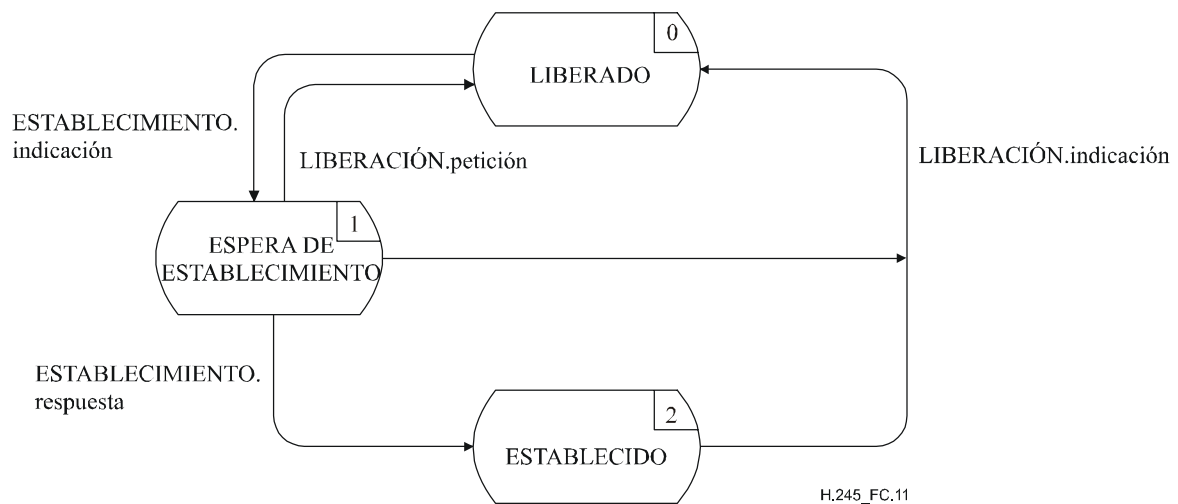 0
LIBERADO
ESTABLECIMIENTO.
indicación
LIBERACIÓN.petición
LIBERACIÓN.indicación
1
ESPERA DE
ESTABLECIMIENTO
ESTABLECIMIENTO.
respuesta
2
ESTABLECIDO
H.245_FC.11